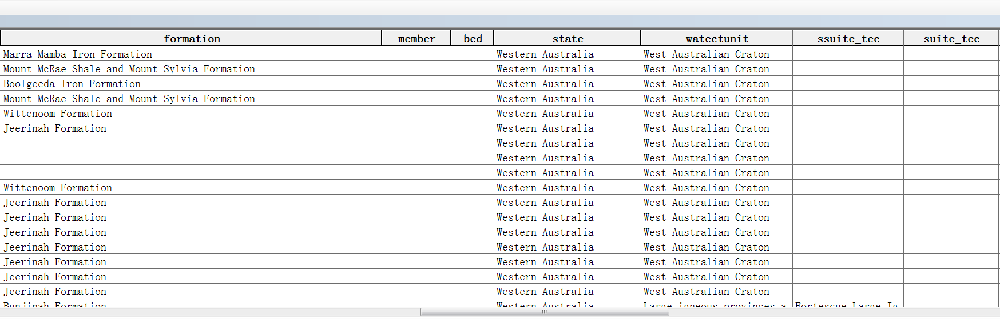 formation member bed state watectunit ssuite_tec suite_tec
Marra Mamba Iron Formation Western Australia West Australian Craton
Mount McRae Shale and Mount Sylvia Formation Western Australia West Australian Craton
Boolgeeda Iron Formation Western Australia West Australian Craton
Mount McRae Shale and Mount Sylvia Formation Western Australia West Australian Craton
Wittenoom Formation Western Australia West Australian Craton
Jeerinah Formation Western Australia West Australian Craton
Western Australia West Australian Craton
Western Australia West Australian Craton
Western Australia West Australian Craton
Wittenoom Formation Western Australia West Australian Craton
Jeerinah Formation Western Australia West Australian Craton
Jeerinah Formation Western Australia West Australian Craton
Jeerinah Formation Western Australia West Australian Craton
Jeerinah Formation Western Australia West Australian Craton
Jeerinah Formation Western Australia West Australian Craton
Jeerinah Formation Western Australia West Australian Craton
Jeerinah Formation Western Australia West Australian Craton
Bunjinah Formation Western Australia Large igneous provinces a Fortescue Large Ig